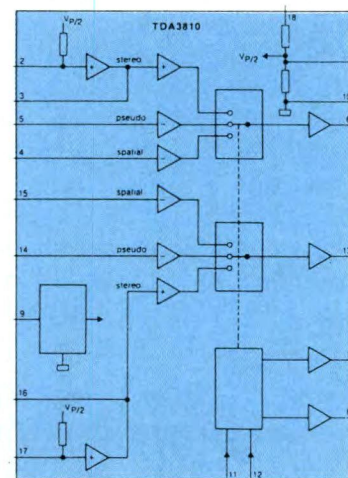 TDA3810
18
VP/2
2
+
stereo
+
VP/2
3
5
pseudo
−
4
spatial
−
15
spatial
−
14
pseudo
−
stereo
+
9
16
VP/2
17
+
11
12